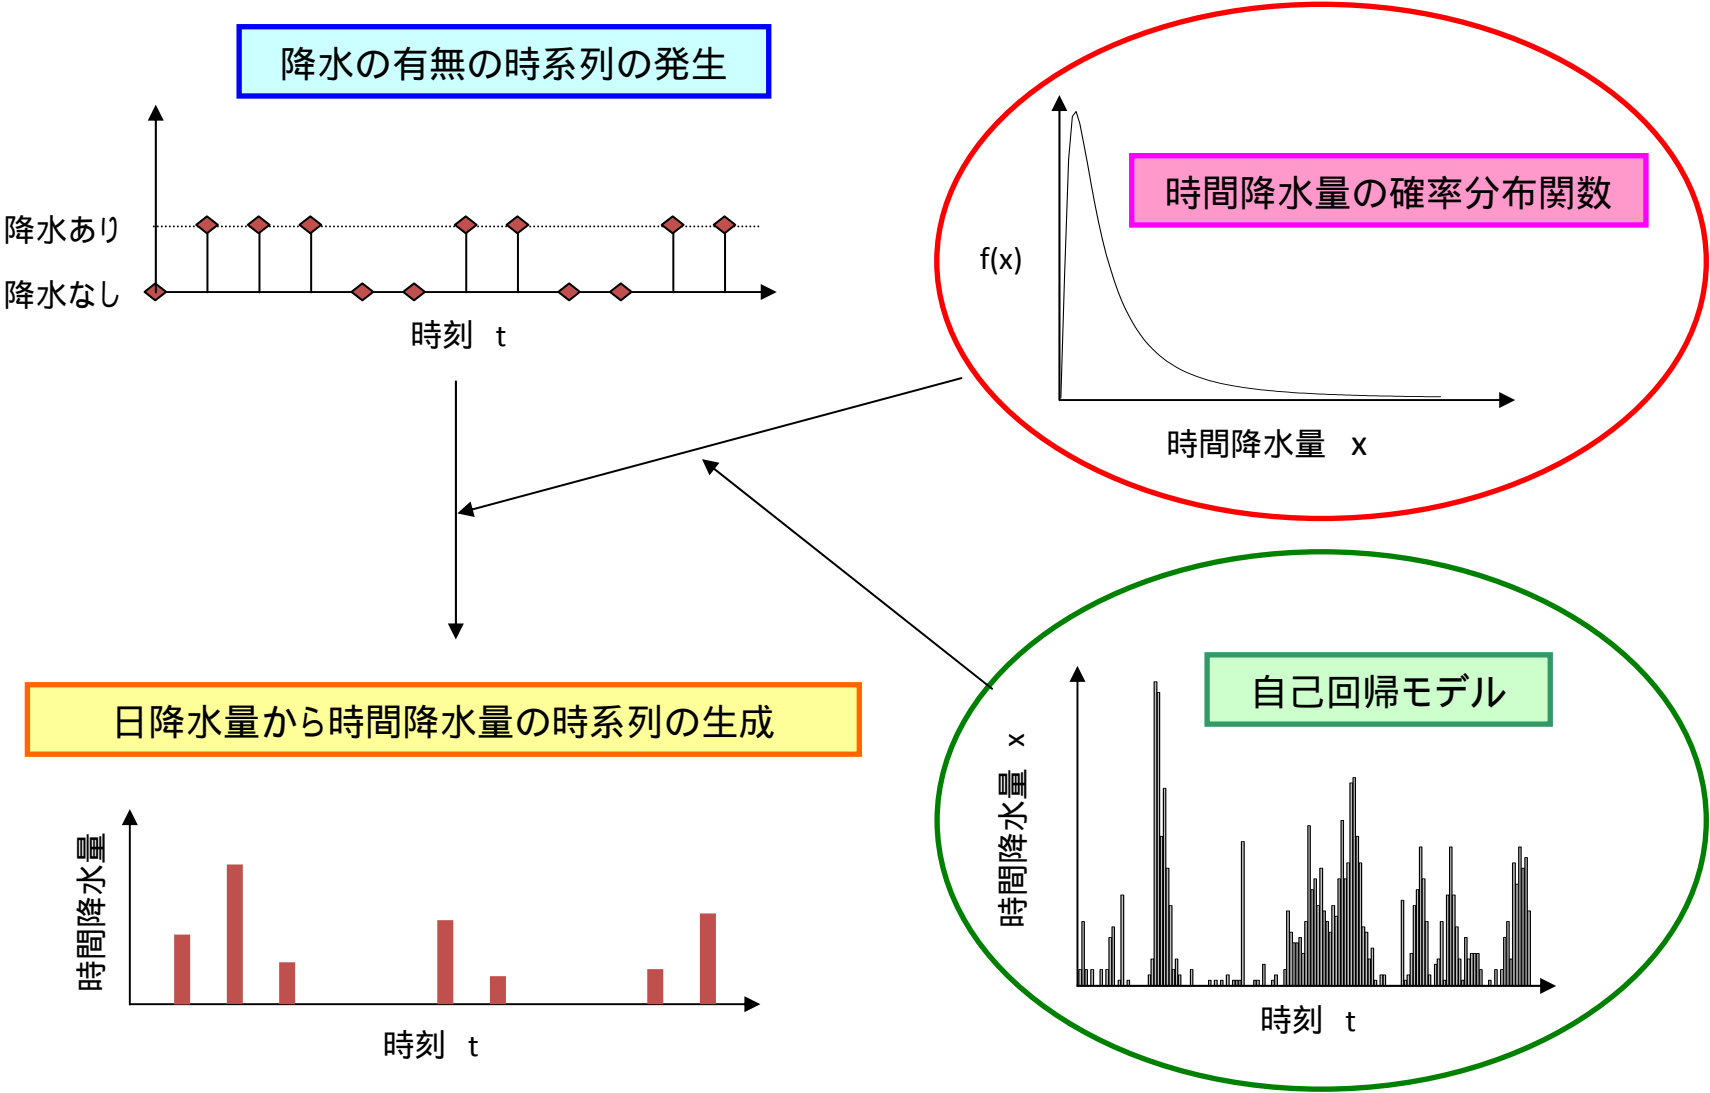 降水の有無の時系列の発生
降水あり
降水なし
時刻 t
時間降水量の確率分布関数
f(x)
時間降水量 x
日降水量から時間降水量の時系列の生成
時間降水量
時刻 t
自己回帰モデル
時間降水量 x
時刻 t